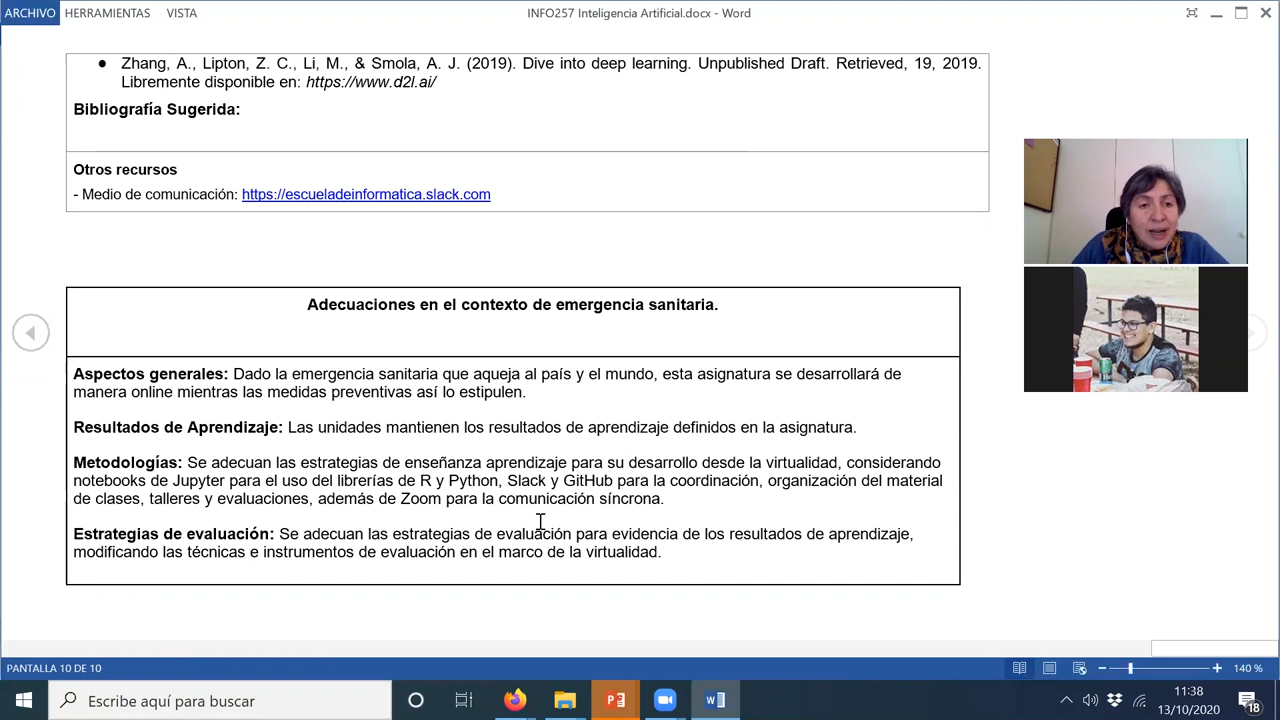 ARCHIVO HERRAMIENTAS VISTA INFO257 Inteligencia Artificial.docx - Word
● Zhang, A., Lipton, Z. C., Li, M., & Smola, A. J. (2019). Dive into deep learning. Unpublished Draft. Retrieved, 19, 2019.
Libremente disponible en: https://www.d2l.ai/
Bibliografía Sugerida:
Otros recursos
- Medio de comunicación: https://escueladeinformatica.slack.com
Adecuaciones en el contexto de emergencia sanitaria.
Aspectos generales: Dado la emergencia sanitaria que aqueja al país y el mundo, esta asignatura se desarrollará de
manera online mientras las medidas preventivas así lo estipulen.
Resultados de Aprendizaje: Las unidades mantienen los resultados de aprendizaje definidos en la asignatura.
Metodologías: Se adecuan las estrategias de enseñanza aprendizaje para su desarrollo desde la virtualidad, considerando
notebooks de Jupyter para el uso del librerías de R y Python, Slack y GitHub para la coordinación, organización del material
de clases, talleres y evaluaciones, además de Zoom para la comunicación síncrona.
Estrategias de evaluación: Se adecuan las estrategias de evaluación para evidencia de los resultados de aprendizaje,
modificando las técnicas e instrumentos de evaluación en el marco de la virtualidad.
PANTALLA 10 DE 10 140 %
Escribe aquí para buscar
11:38
13/10/2020
18